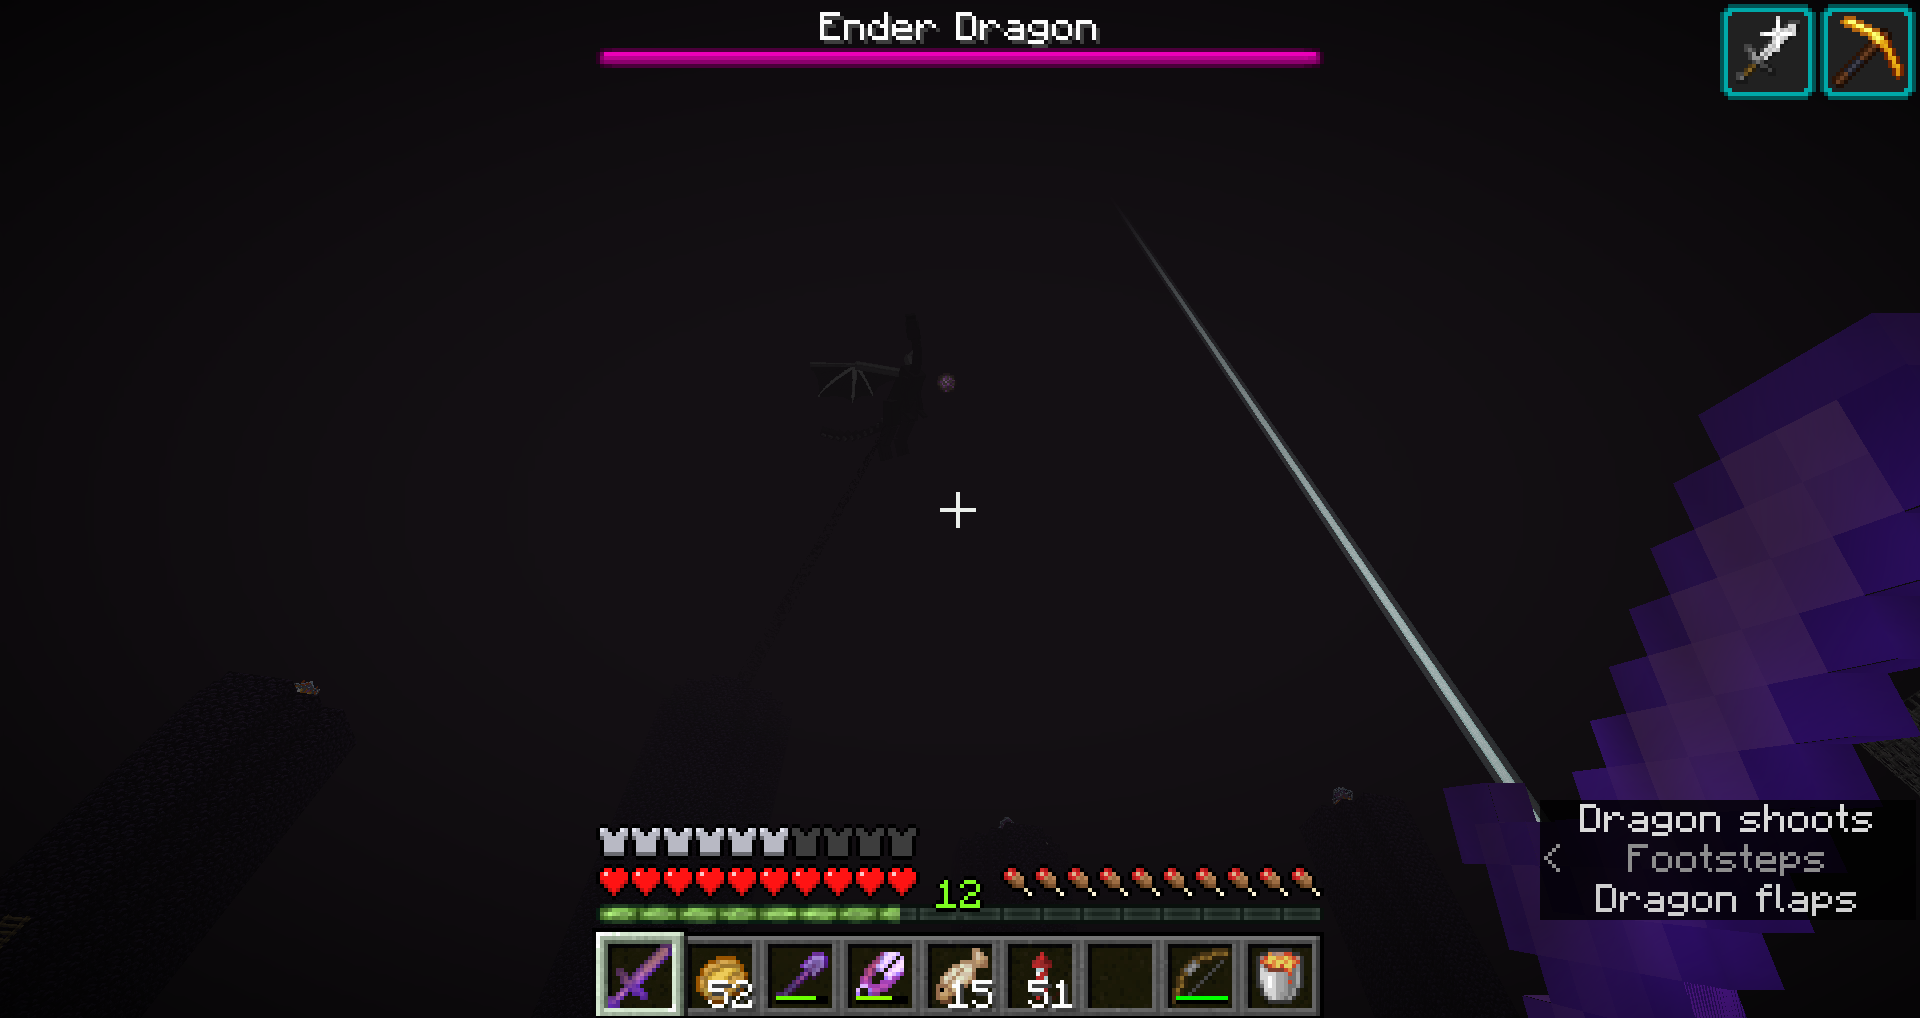 Ender Dragon
Dragon shoots
< Footsteps
Dragon flaps
12
52
15
51